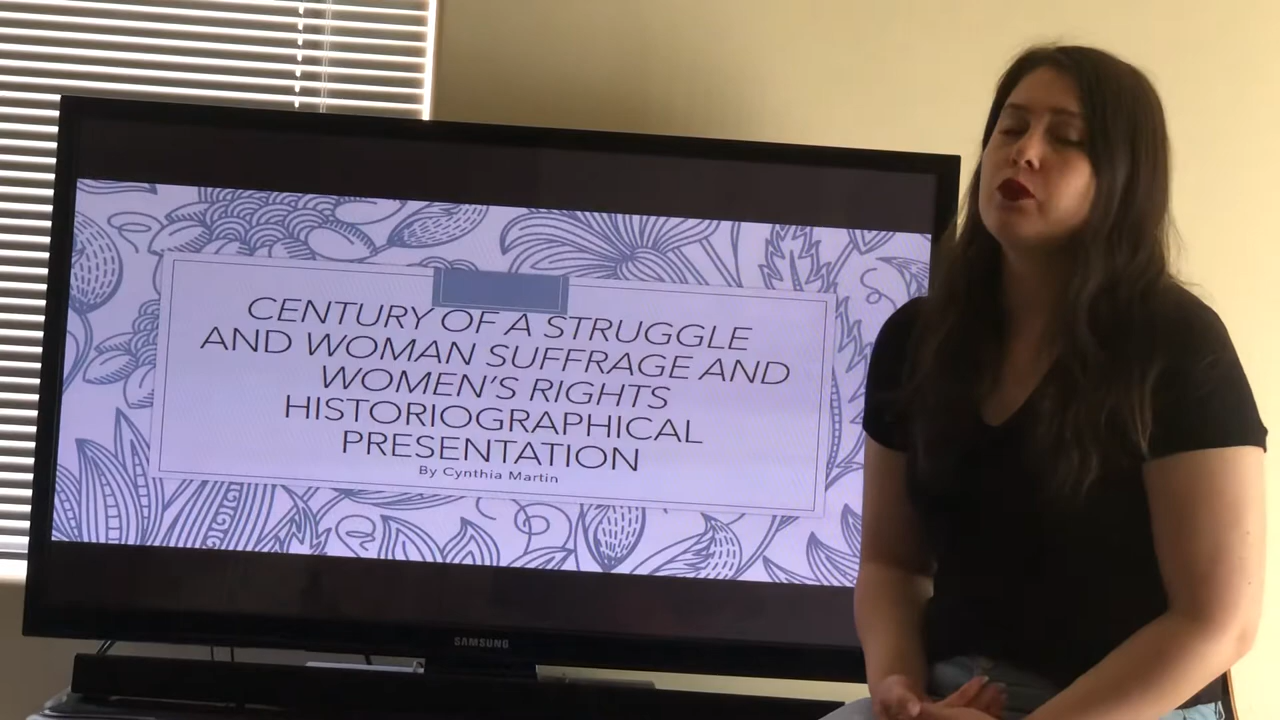 CENTURY OF A STRUGGLE
AND WOMAN SUFFRAGE AND
WOMEN'S RIGHTS
HISTORIOGRAPHICAL
PRESENTATION
By Cynthia Martin
SAMSUNG